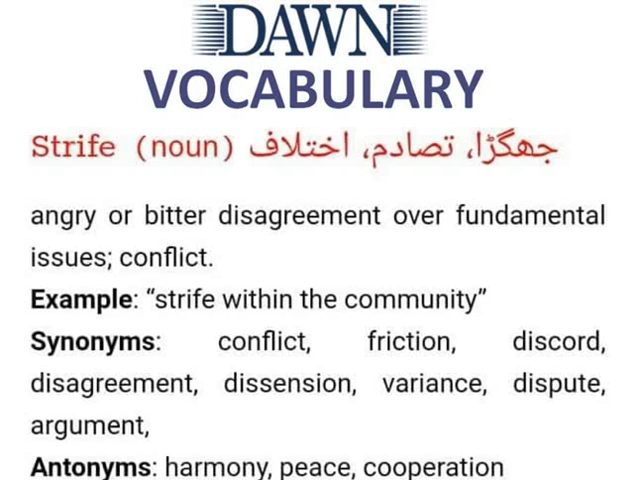 DAWN
VOCABULARY
Strife (noun) جھگڑا، تصادم، اختلاف
angry or bitter disagreement over fundamental
issues; conflict.
Example: “strife within the community”
Synonyms: conflict, friction, discord,
disagreement, dissension, variance, dispute,
argument,
Antonyms: harmony, peace, cooperation